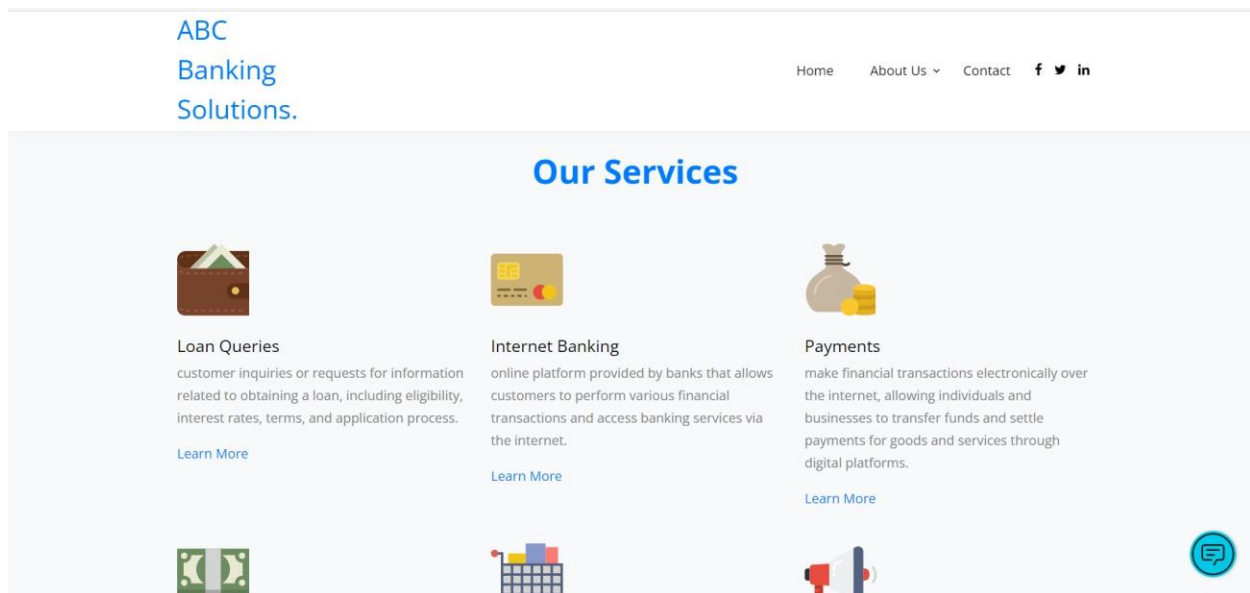 ABC
Banking
Solutions.
Home About Us Contact
Our Services
Loan Queries
customer inquiries or requests for information
related to obtaining a loan, including eligibility,
interest rates, terms, and application process.
Learn More
Internet Banking
online platform provided by banks that allows
customers to perform various financial
transactions and access banking services via
the internet.
Learn More
Payments
make financial transactions electronically over
the internet, allowing individuals and
businesses to transfer funds and settle
payments for goods and services through
digital platforms.
Learn More